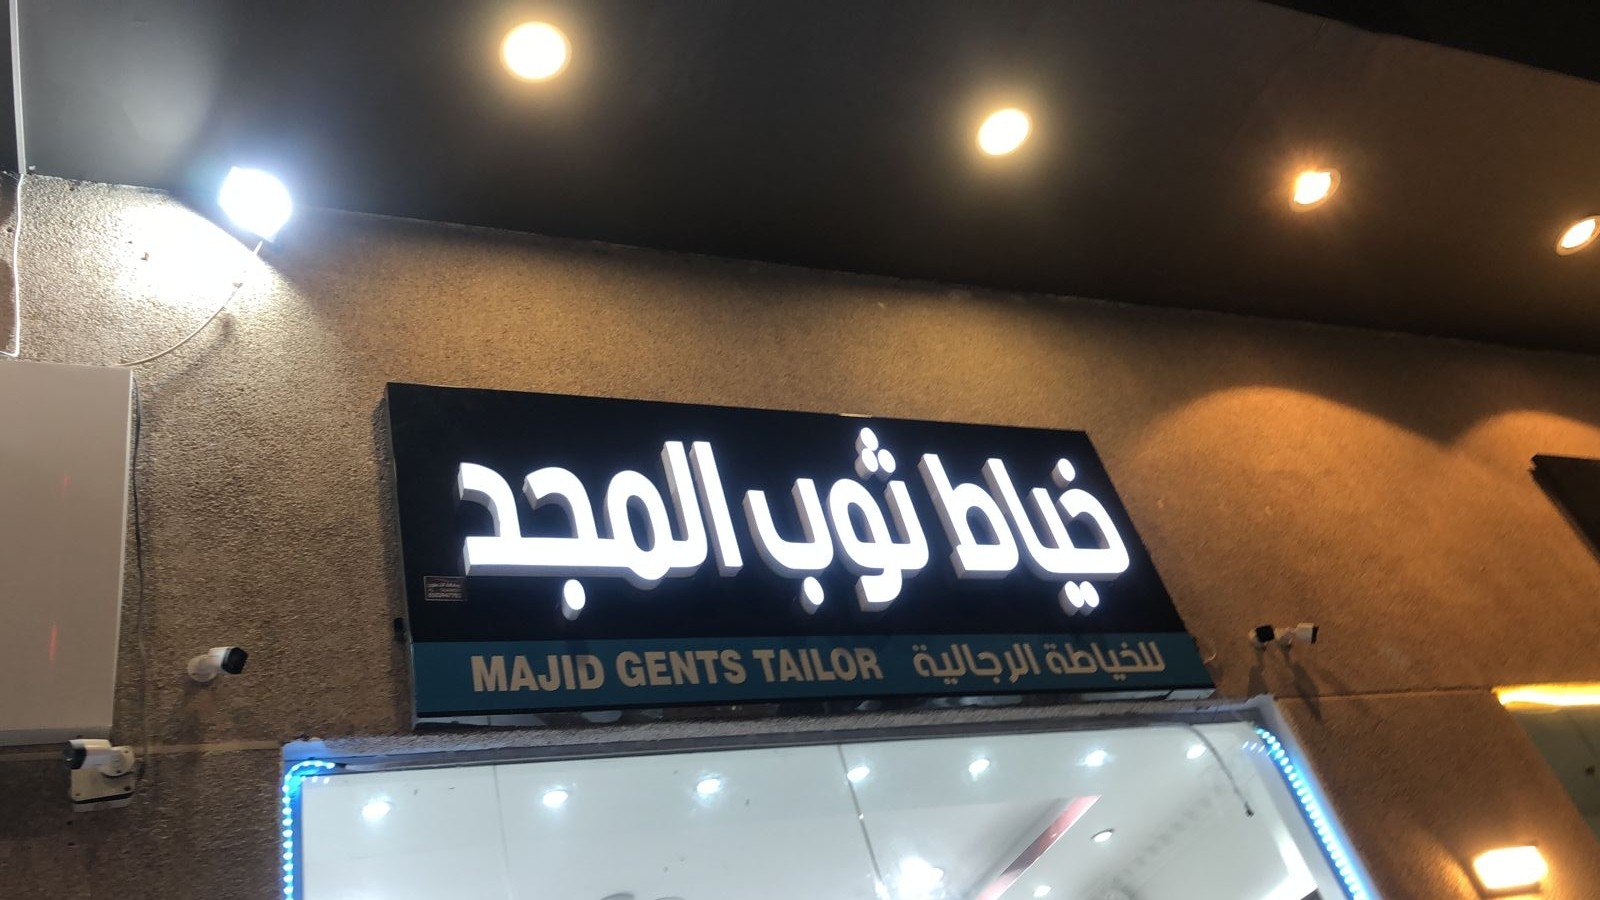 خياط ثوب المجد
للخياطة الرجالية MAJID GENTS TAILOR